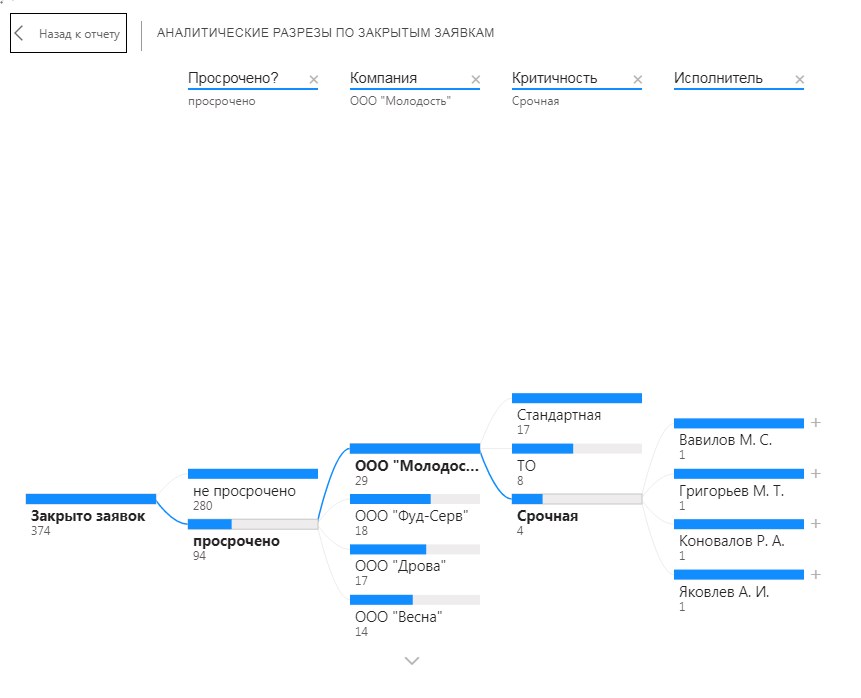 Назад к отчету
АНАЛИТИЧЕСКИЕ РАЗРЕЗЫ ПО ЗАКРЫТЫМ ЗАЯВКАМ
Просрочено?
просрочено
Компания
ООО "Молодость"
Критичность
Срочная
Исполнитель
Закрыто заявок
374
не просрочено
280
просрочено
94
ООО "Молодос...
29
ООО "Фуд-Серв"
18
ООО "Дрова"
17
ООО "Весна"
14
Стандартная
17
ТО
8
Срочная
4
Вавилов М. С.
1
Григорьев М. Т.
1
Коновалов Р. А.
1
Яковлев А. И.
1